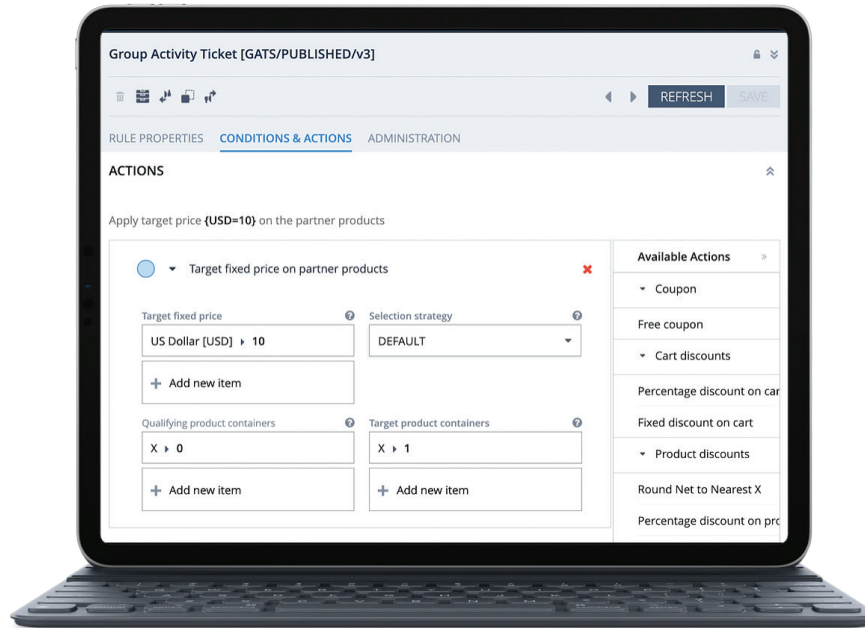 Group Activity Ticket [GATS/PUBLISHED/v3]
REFRESH
SAVE
RULE PROPERTIES
CONDITIONS & ACTIONS
ADMINISTRATION
ACTIONS
Apply target price {USD=10} on the partner products
Target fixed price on partner products
Target fixed price
Selection strategy
US Dollar [USD] 10
DEFAULT
Add new item
Qualifying product containers
Target product containers
X 0
X 1
Add new item
Add new item
Available Actions
Coupon
Free coupon
Cart discounts
Percentage discount on car
Fixed discount on cart
Product discounts
Round Net to Nearest X
Percentage discount on pro